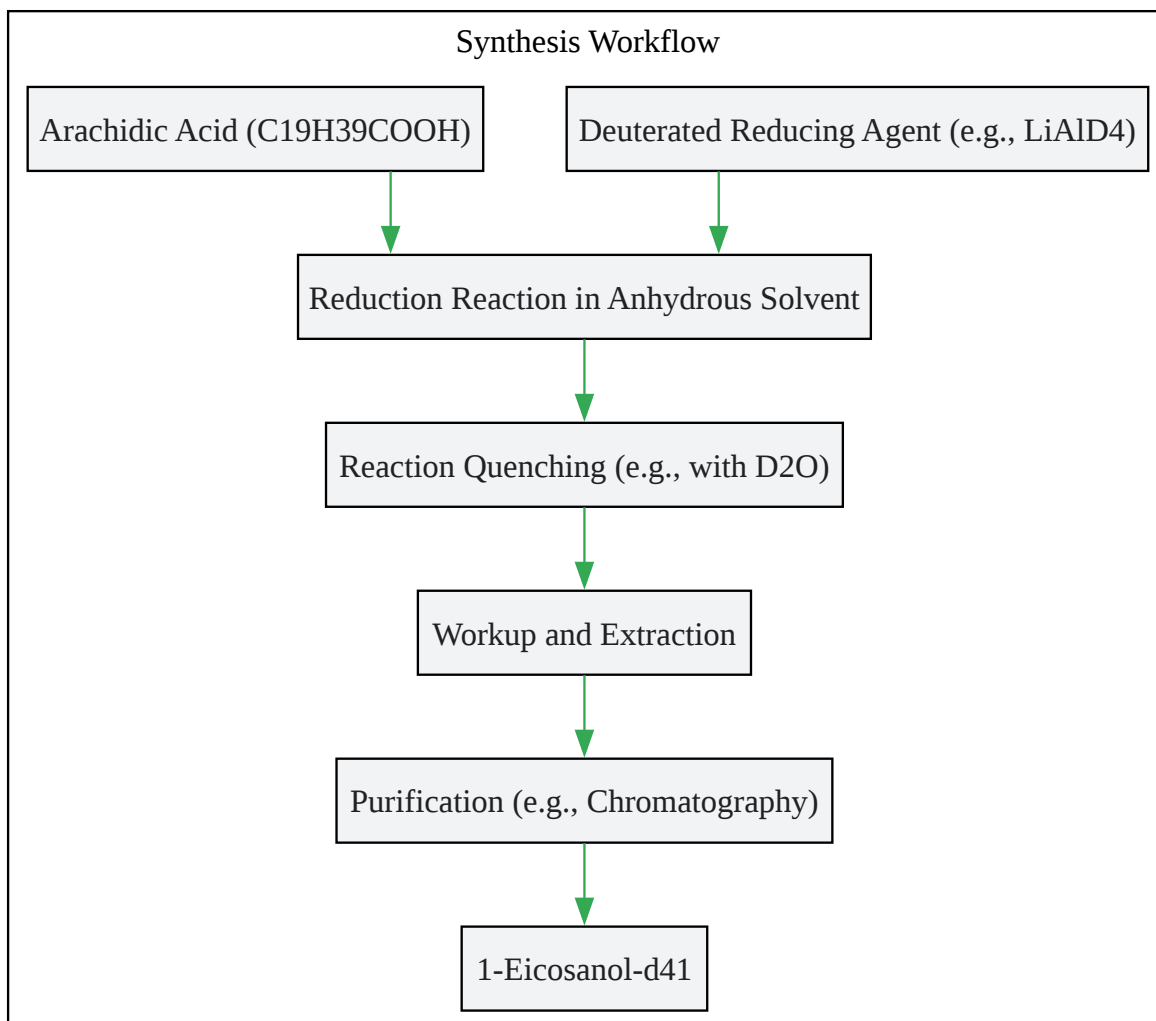 Synthesis Workflow
Arachidic Acid (C19H39COOH)
Deuterated Reducing Agent (e.g., LiAlD4)
Reduction Reaction in Anhydrous Solvent
Reaction Quenching (e.g., with D2O)
Workup and Extraction
Purification (e.g., Chromatography)
1-Eicosanol-d41